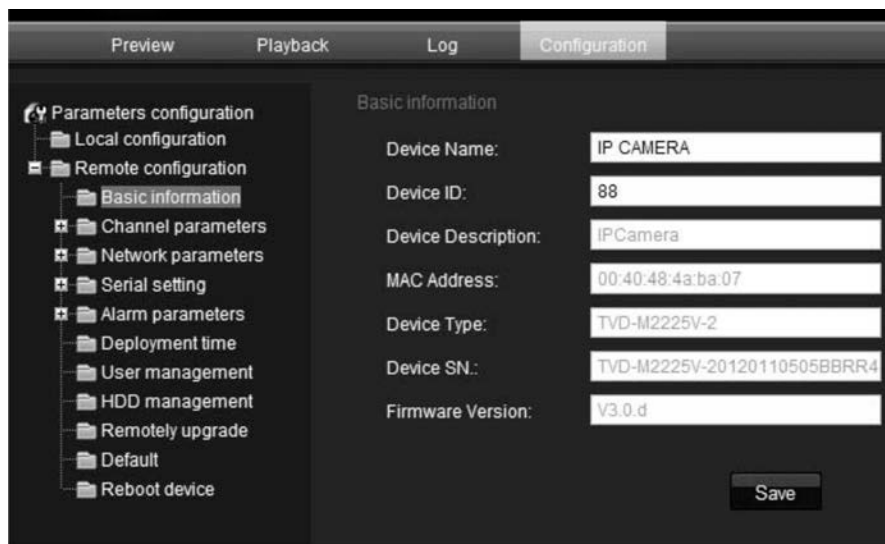 Preview Playback Log Configuration
Parameters configuration
Local configuration
Remote configuration
Basic information
Channel parameters
Network parameters
Serial setting
Alarm parameters
Deployment time
User management
HDD management
Remotely upgrade
Default
Reboot device
Basic information
Device Name: IP CAMERA
Device ID: 88
Device Description: IPCamera
MAC Address: 00:40:48:4a:ba:07
Device Type: TVD-M2225V-2
Device SN.: TVD-M2225V-20120110505BBRR4
Firmware Version: V3.0.d
Save